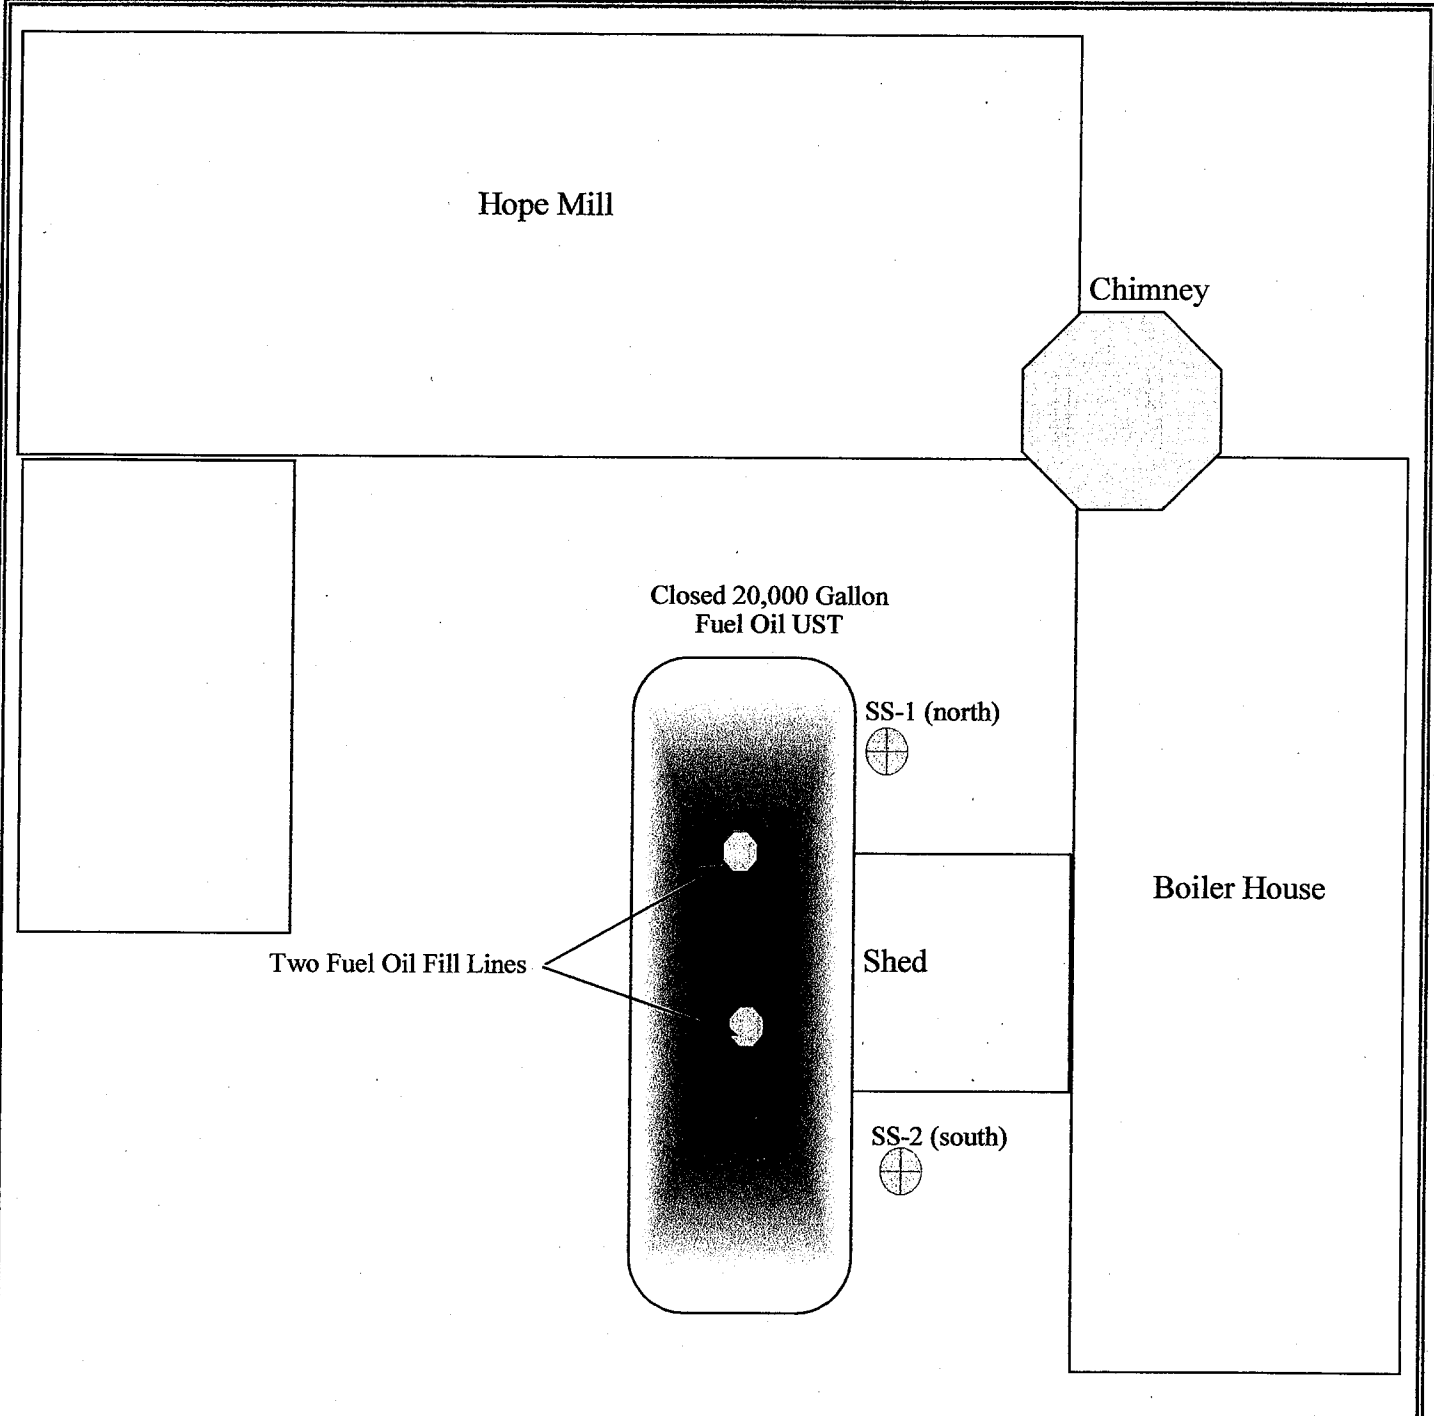 Hope Mill
Chimney
Closed 20,000 Gallon
Fuel Oil UST
SS-1 (north)
Boiler House
Two Fuel Oil Fill Lines
Shed
SS-2 (south)